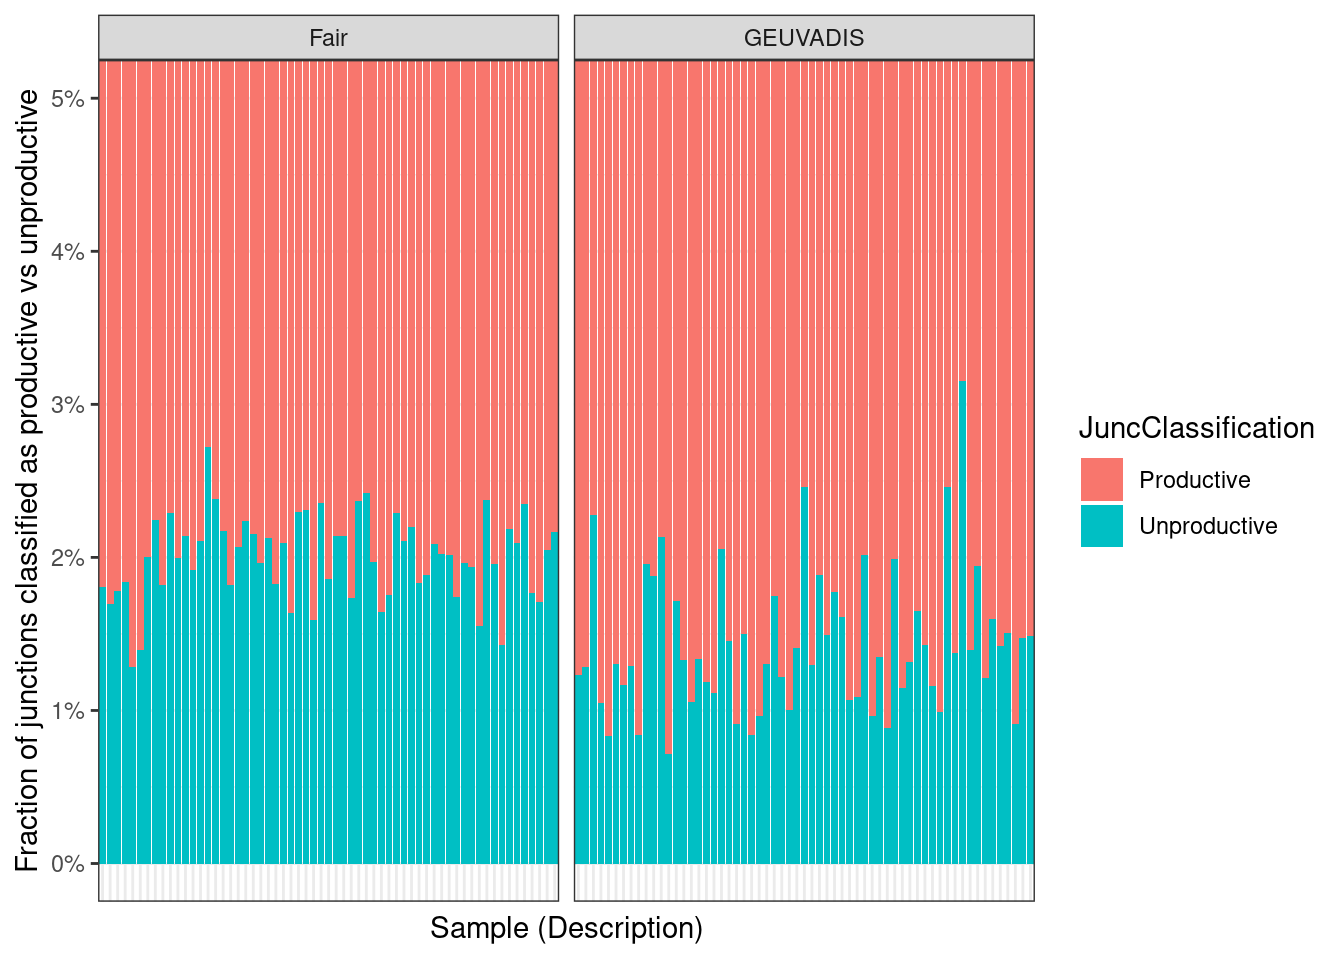 Fair
GEUVADIS
Fraction of junctions classified as productive vs unproductive
5%
4%
3%
2%
1%
0%
Sample (Description)
JuncClassification
Productive
Unproductive